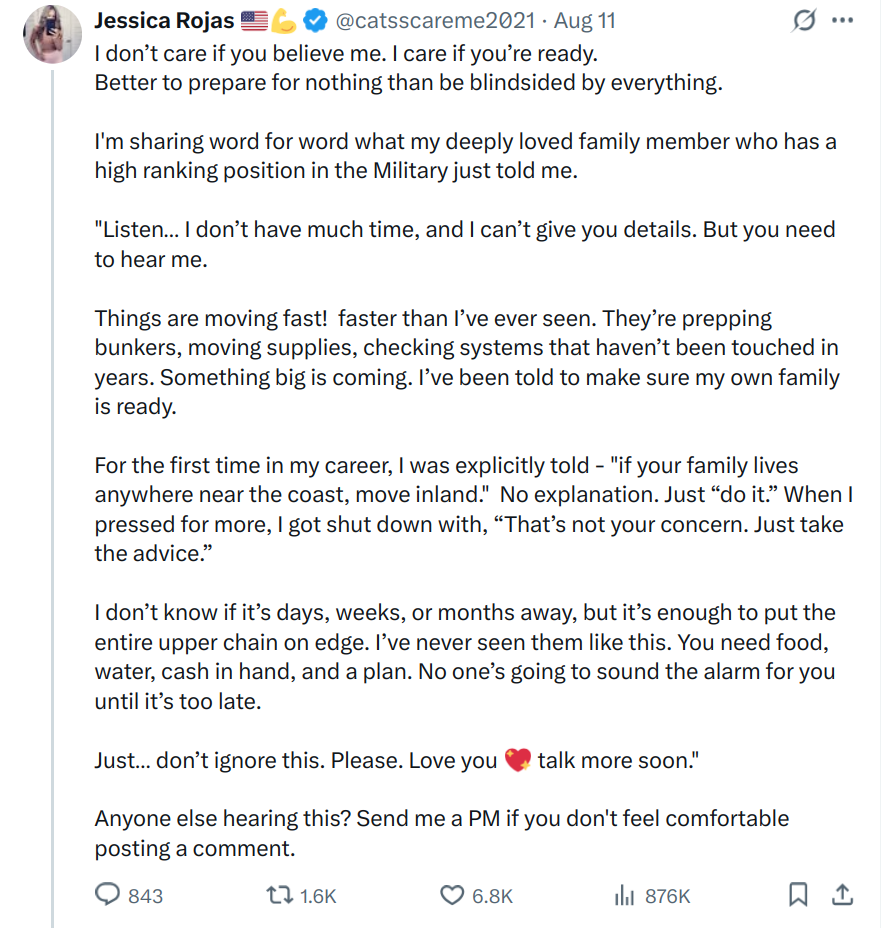 Jessica Rojas 🇺🇸💪 @catsscareme2021 · Aug 11
I don’t care if you believe me. I care if you’re ready.
Better to prepare for nothing than be blindsided by everything.
I'm sharing word for word what my deeply loved family member who has a
high ranking position in the Military just told me.
"Listen... I don’t have much time, and I can’t give you details. But you need
to hear me.
Things are moving fast!  faster than I’ve ever seen. They’re prepping
bunkers, moving supplies, checking systems that haven’t been touched in
years. Something big is coming. I’ve been told to make sure my own family
is ready.
For the first time in my career, I was explicitly told - "if your family lives
anywhere near the coast, move inland."  No explanation. Just “do it.” When I
pressed for more, I got shut down with, “That’s not your concern. Just take
the advice.”
I don’t know if it’s days, weeks, or months away, but it’s enough to put the
entire upper chain on edge. I’ve never seen them like this. You need food,
water, cash in hand, and a plan. No one’s going to sound the alarm for you
until it’s too late.
Just... don’t ignore this. Please. Love you 💖 talk more soon."
Anyone else hearing this? Send me a PM if you don't feel comfortable
posting a comment.
843 1.6K 6.8K 876K